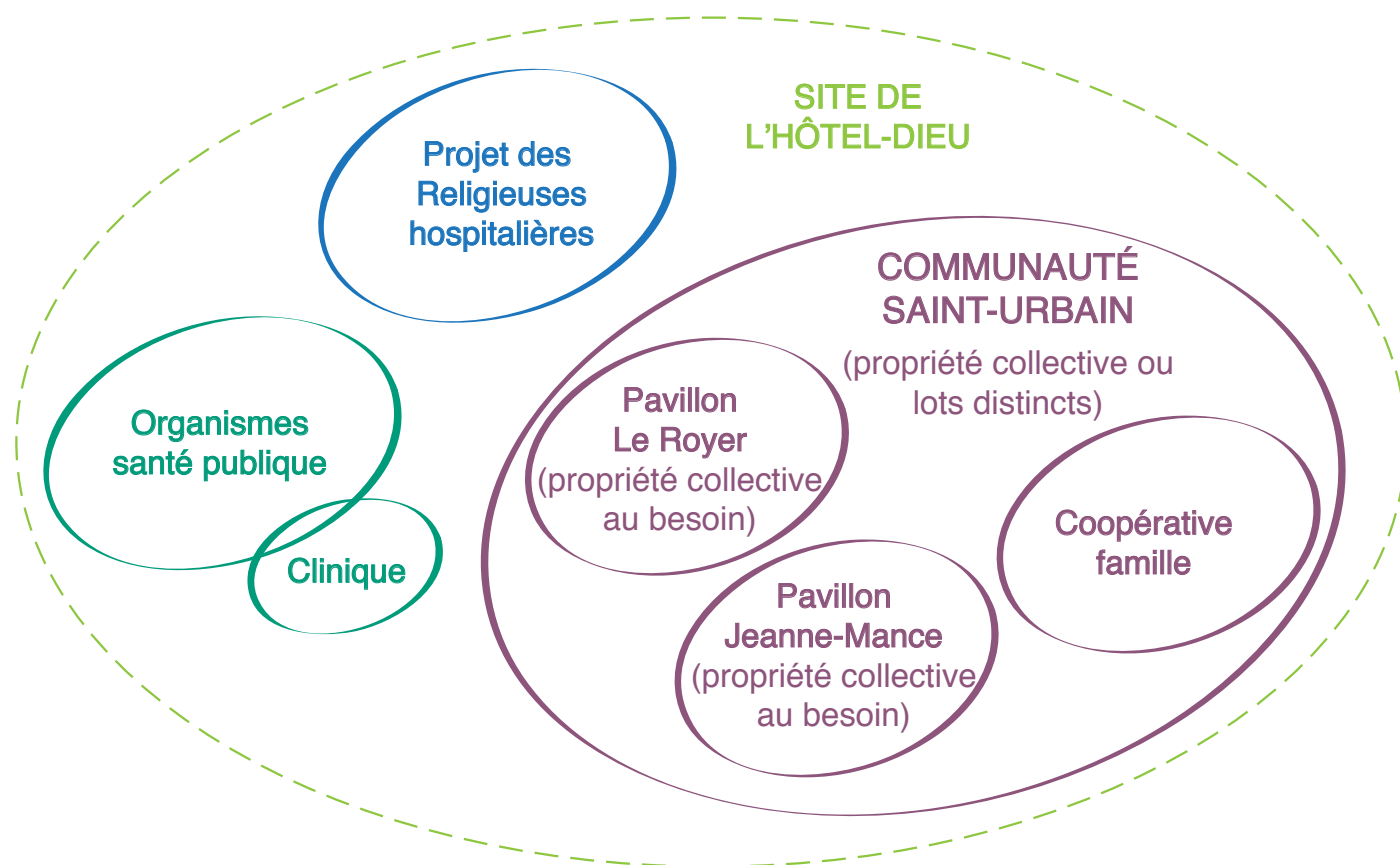 SITE DE
L'HÔTEL-DIEU
Projet des
Religieuses
hospitalières
COMMUNAUTÉ
SAINT-URBAIN
(propriété collective ou
lots distincts)
Organismes
santé publique
Clinique
Pavillon
Le Royer
(propriété collective
au besoin)
Pavillon
Jeanne-Mance
(propriété collective
au besoin)
Coopérative
famille